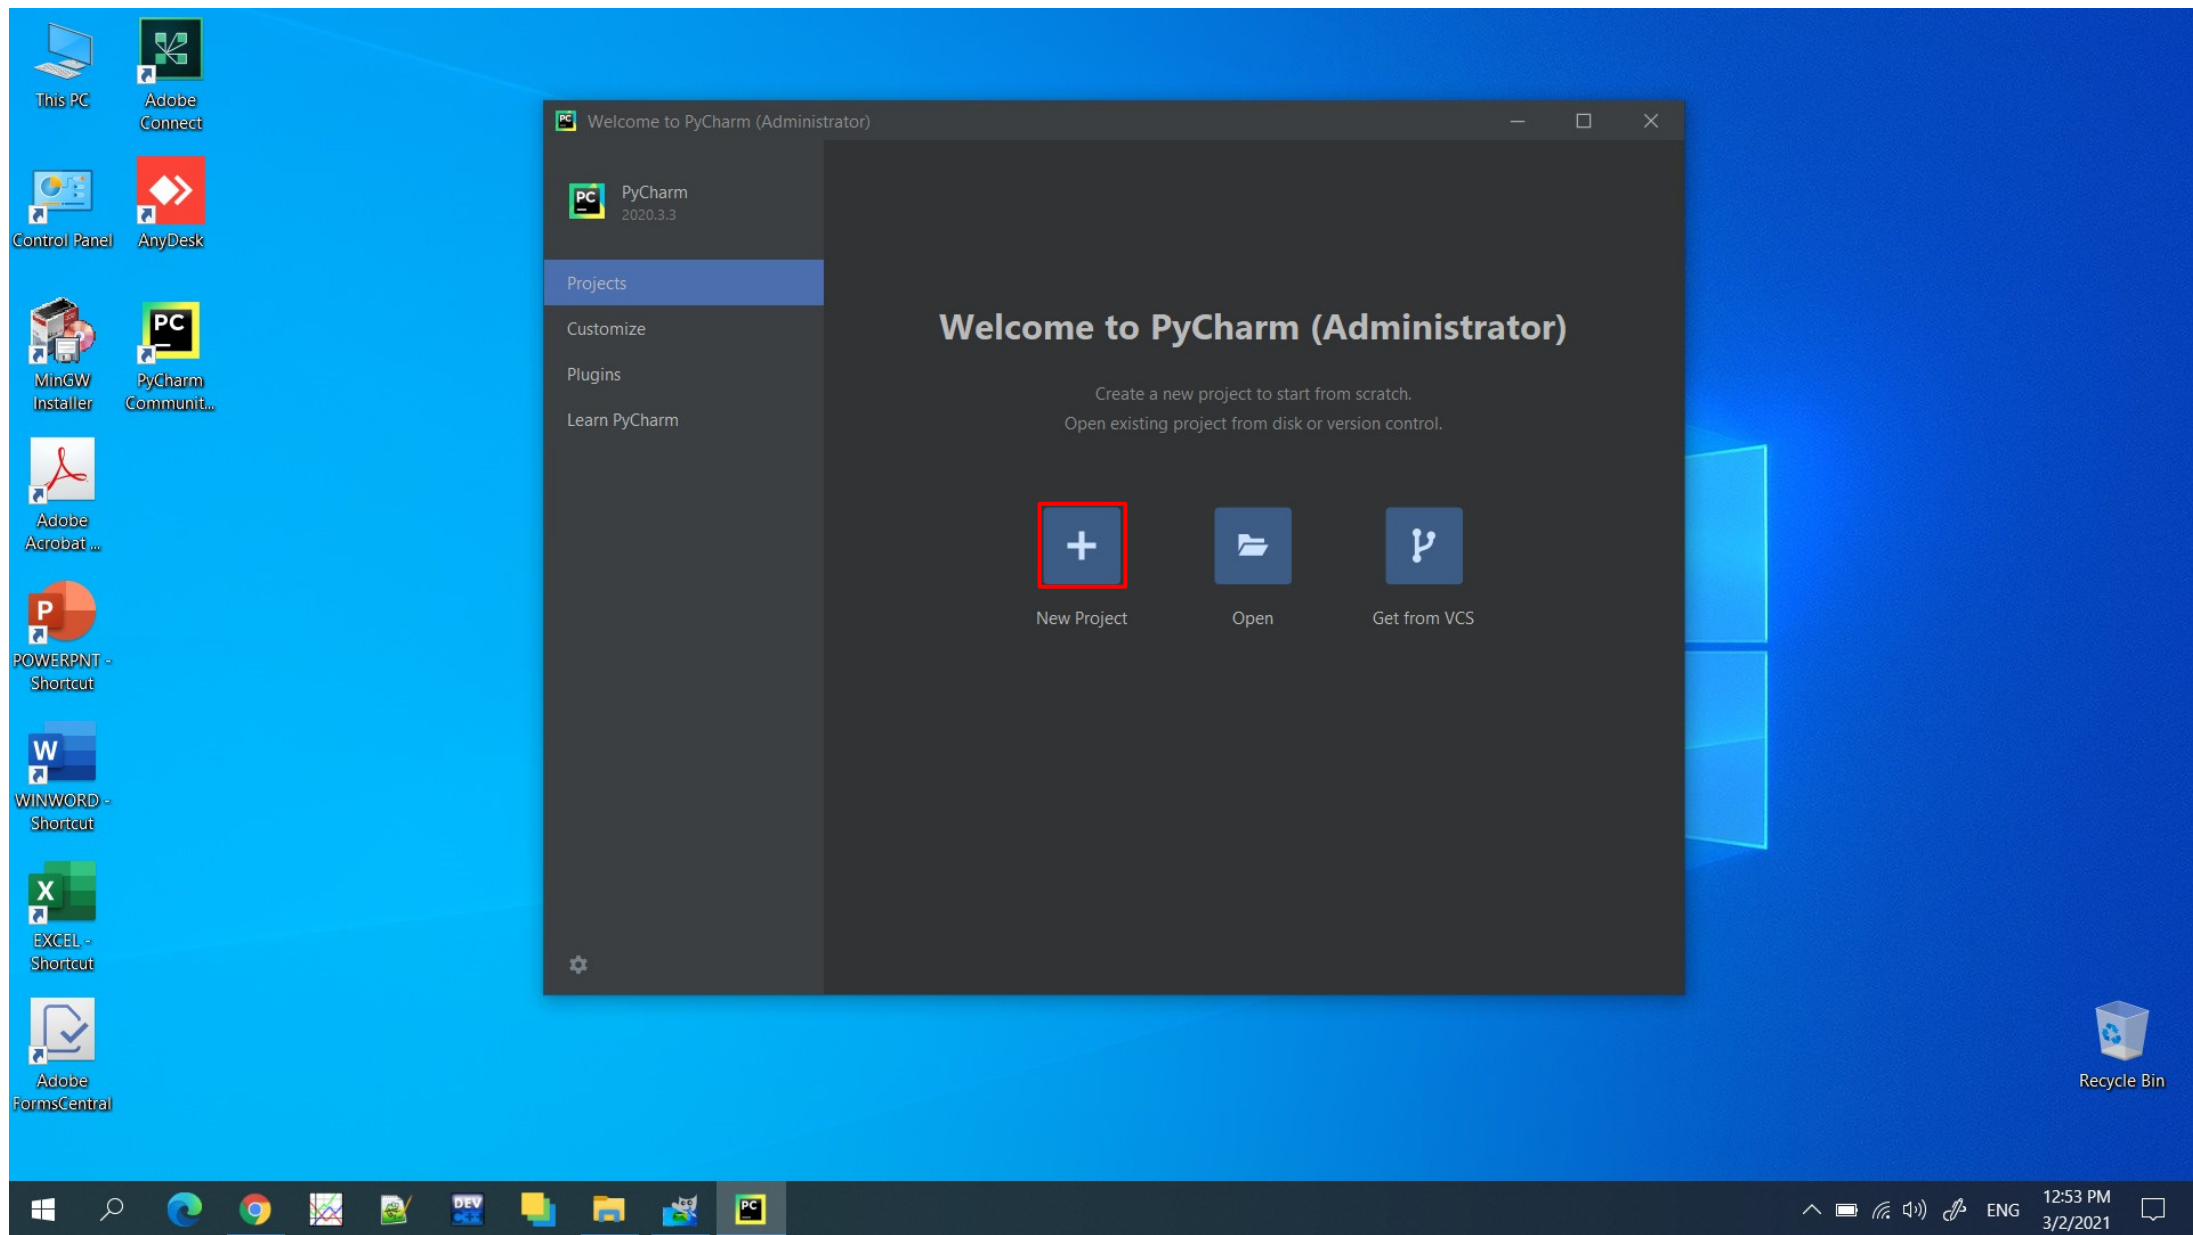 This PC
Adobe
Connect
Control Panel
AnyDesk
MinGW
Installer
PC
PyCharm
Communit...
Adobe
Acrobat ...
P
POWERPNT -
Shortcut
W
WINWORD -
Shortcut
X
EXCEL -
Shortcut
Adobe
FormsCentral
PC
Welcome to PyCharm (Administrator)
PC
PyCharm
2020.3.3
Projects
Customize
Plugins
Learn PyCharm
Welcome to PyCharm (Administrator)
Create a new project to start from scratch.
Open existing project from disk or version control.
New Project
Open
Get from VCS
Recycle Bin
DEV
C++
PC
ENG
12:53 PM
3/2/2021